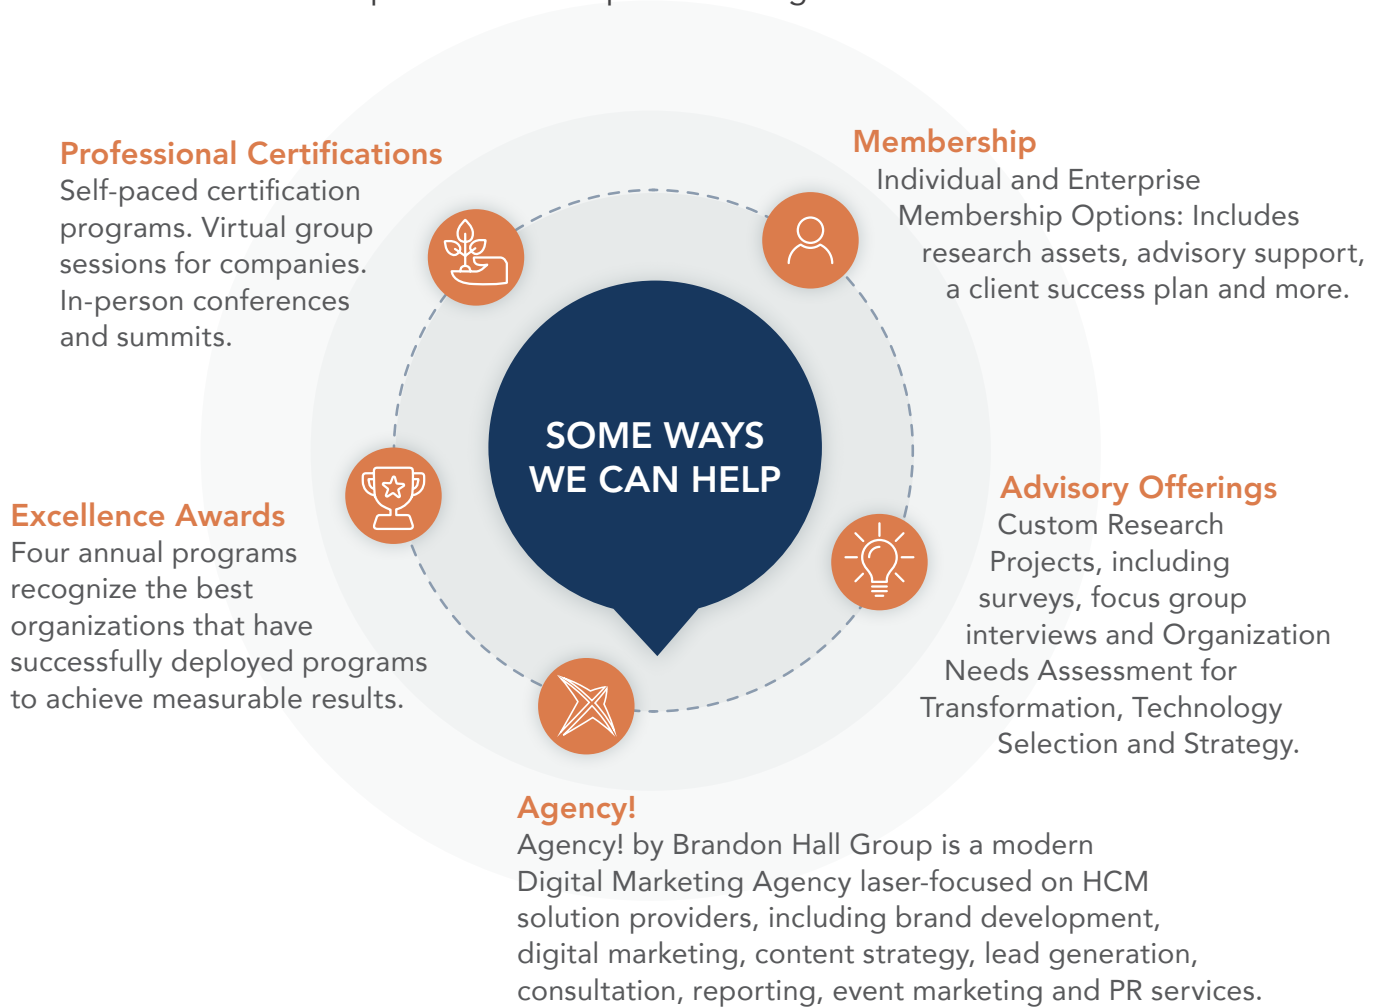 Professional Certifications
Self-paced certification
programs. Virtual group
sessions for companies.
In-person conferences
and summits.
Membership
Individual and Enterprise
Membership Options: Includes
research assets, advisory support,
a client success plan and more.
SOME WAYS
WE CAN HELP
Excellence Awards
Four annual programs
recognize the best
organizations that have
successfully deployed programs
to achieve measurable results.
Advisory Offerings
Custom Research
Projects, including
surveys, focus group
interviews and Organization
Needs Assessment for
Transformation, Technology
Selection and Strategy.
Agency!
Agency! by Brandon Hall Group is a modern
Digital Marketing Agency laser-focused on HCM
solution providers, including brand development,
digital marketing, content strategy, lead generation,
consultation, reporting, event marketing and PR services.